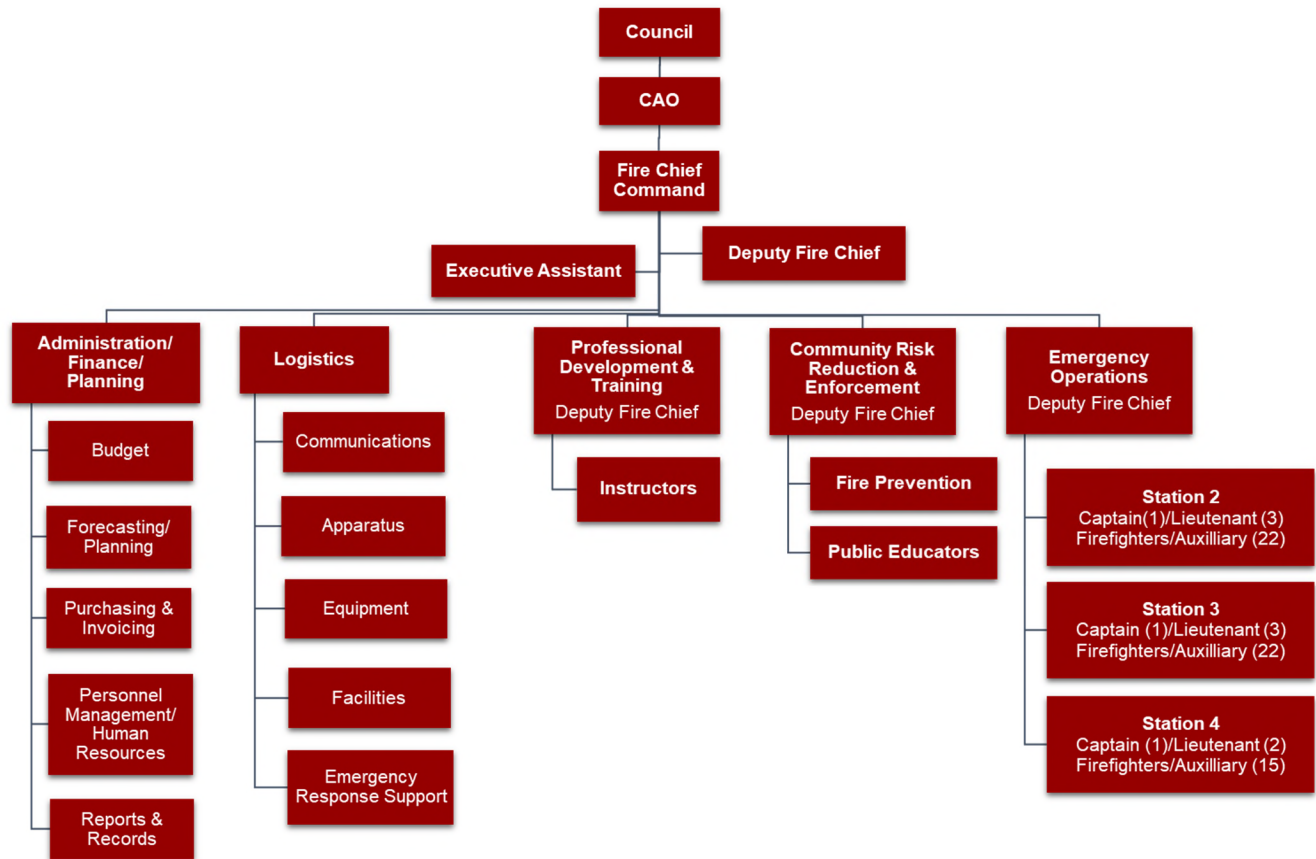 Council
CAO
Fire Chief
Command
Executive Assistant
Deputy Fire Chief
Administration/
Finance/
Planning
Budget
Forecasting/
Planning
Purchasing &
Invoicing
Personnel
Management/
Human
Resources
Reports &
Records
Logistics
Communications
Apparatus
Equipment
Facilities
Emergency
Response Support
Professional
Development &
Training
Deputy Fire Chief
Instructors
Community Risk
Reduction &
Enforcement
Deputy Fire Chief
Fire Prevention
Public Educators
Emergency
Operations
Deputy Fire Chief
Station 2
Captain(1)/Lieutenant (3)
Firefighters/Auxilliary (22)
Station 3
Captain (1)/Lieutenant (3)
Firefighters/Auxilliary (22)
Station 4
Captain (1)/Lieutenant (2)
Firefighters/Auxilliary (15)